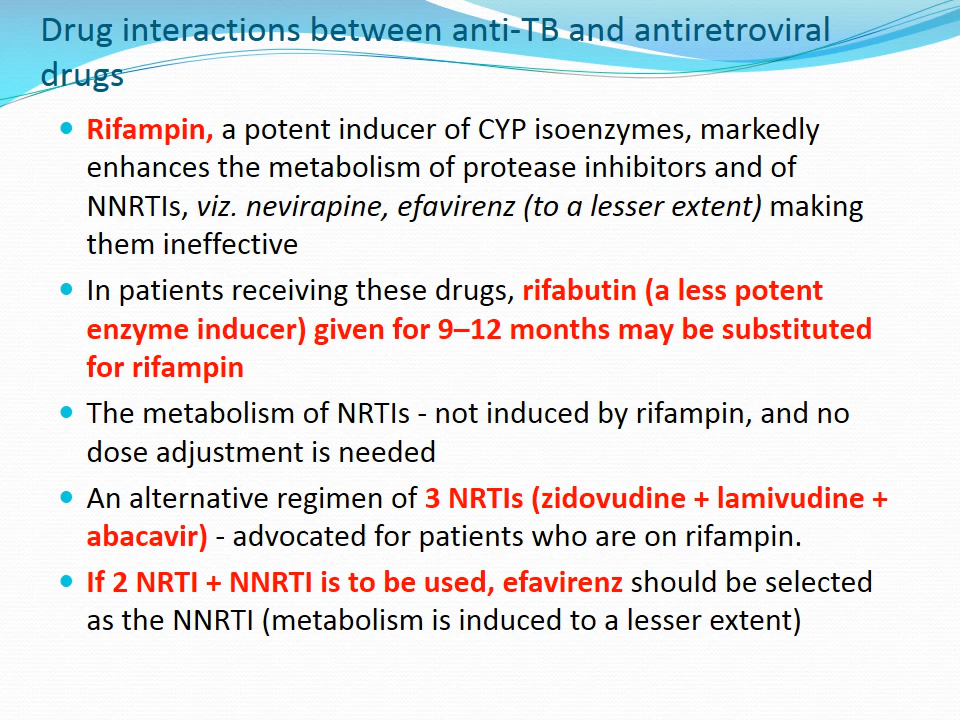 Drug interactions between anti-TB and antiretroviral
drugs
• Rifampin, a potent inducer of CYP isoenzymes, markedly
enhances the metabolism of protease inhibitors and of
NNRTIs, viz. nevirapine, efavirenz (to a lesser extent) making
them ineffective
• In patients receiving these drugs, rifabutin (a less potent
enzyme inducer) given for 9–12 months may be substituted
for rifampin
• The metabolism of NRTIs - not induced by rifampin, and no
dose adjustment is needed
• An alternative regimen of 3 NRTIs (zidovudine + lamivudine +
abacavir) - advocated for patients who are on rifampin.
• If 2 NRTI + NNRTI is to be used, efavirenz should be selected
as the NNRTI (metabolism is induced to a lesser extent)